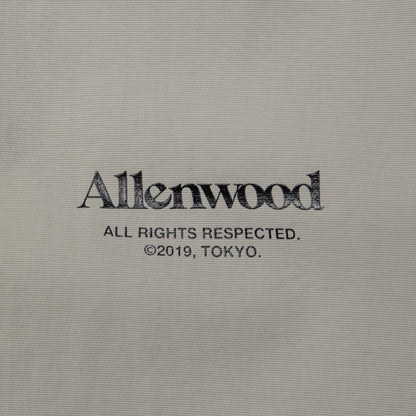 Allenwood
ALL RIGHTS RESPECTED.
©2019, TOKYO.